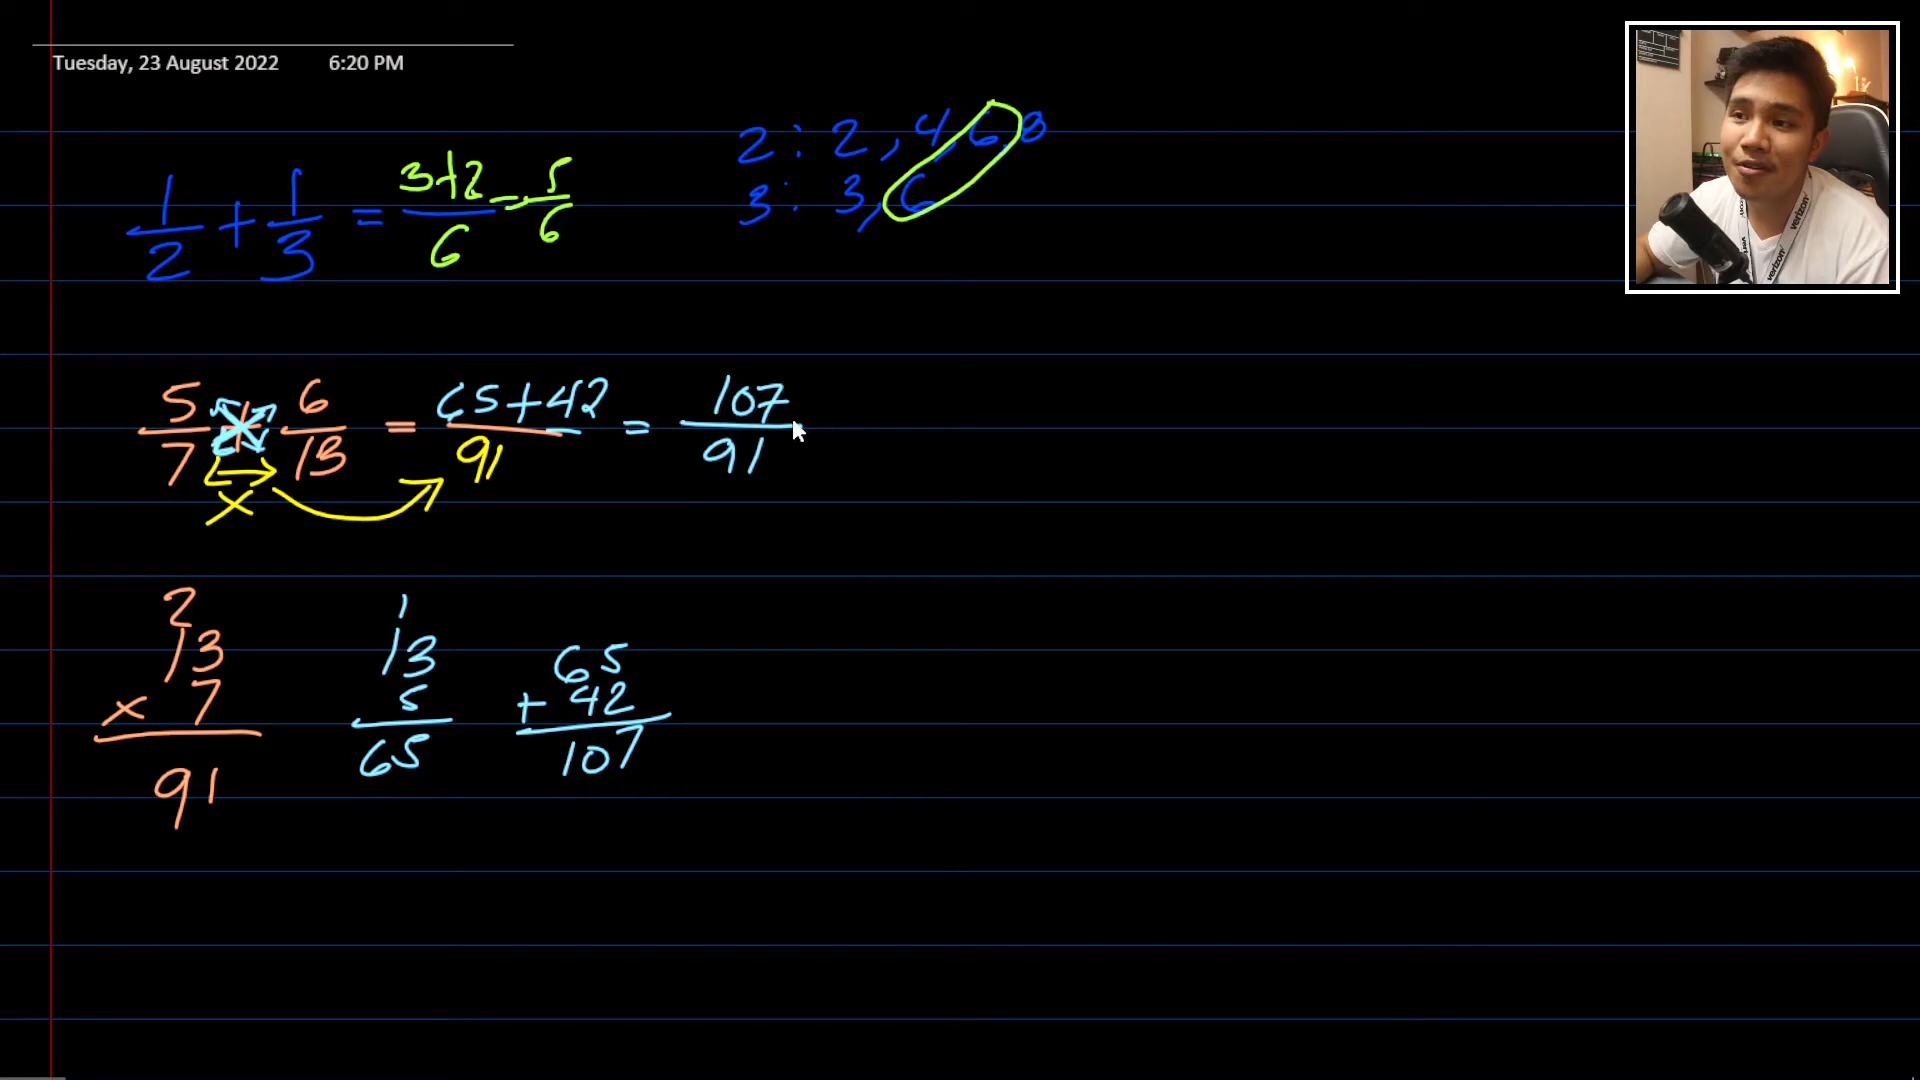 Tuesday, 23 August 2022 6:20 PM
2 : 2, 4, 6, 8
3 : 3, 6
1/2 + 1/3 = 3+2/6 = 5/6
5/7 + 6/13 = 65+42/91 = 107/91
x
2
13
x 7
91
1
13
5
65
65
+ 42
107
verizon
verizon